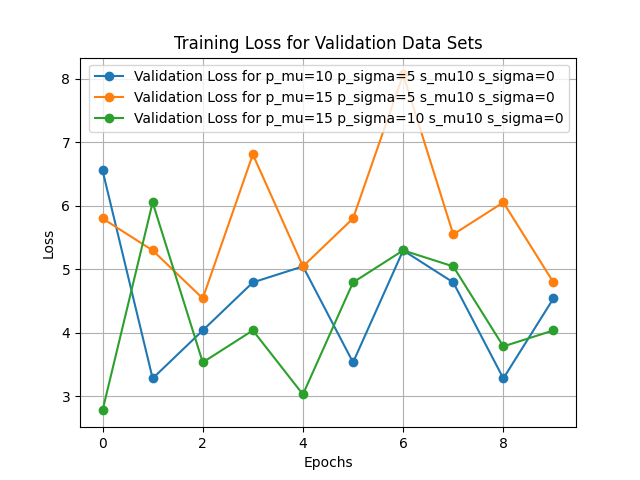 Training Loss for Validation Data Sets
Validation Loss for p_mu=10 p_sigma=5 s_mu10 s_sigma=0
Validation Loss for p_mu=15 p_sigma=5 s_mu10 s_sigma=0
Validation Loss for p_mu=15 p_sigma=10 s_mu10 s_sigma=0
8
7
6
5
4
3
Loss
0 2 4 6 8
Epochs